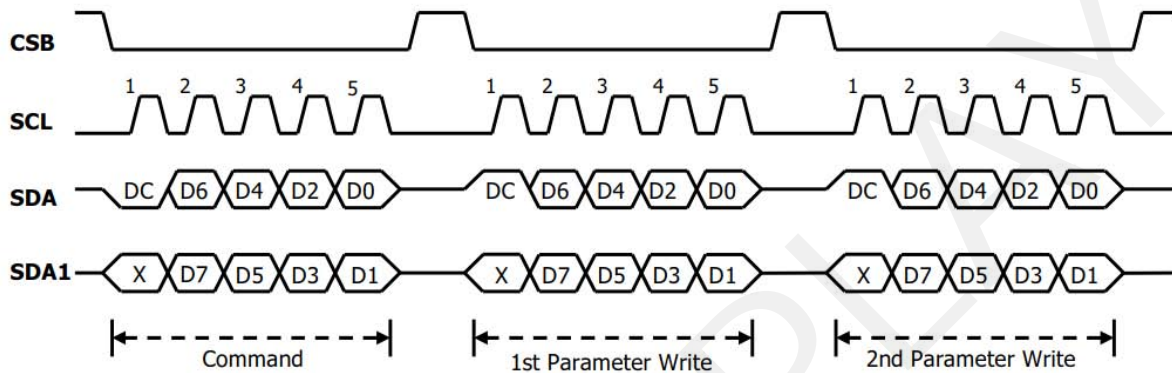 CSB
1 2 3 4 5 1 2 3 4 5 1 2 3 4 5
SCL
SDA DC D6 D4 D2 D0 DC D6 D4 D2 D0 DC D6 D4 D2 D0
SDA1 X D7 D5 D3 D1 X D7 D5 D3 D1 X D7 D5 D3 D1
Command 1st Parameter Write 2nd Parameter Write
PLAY